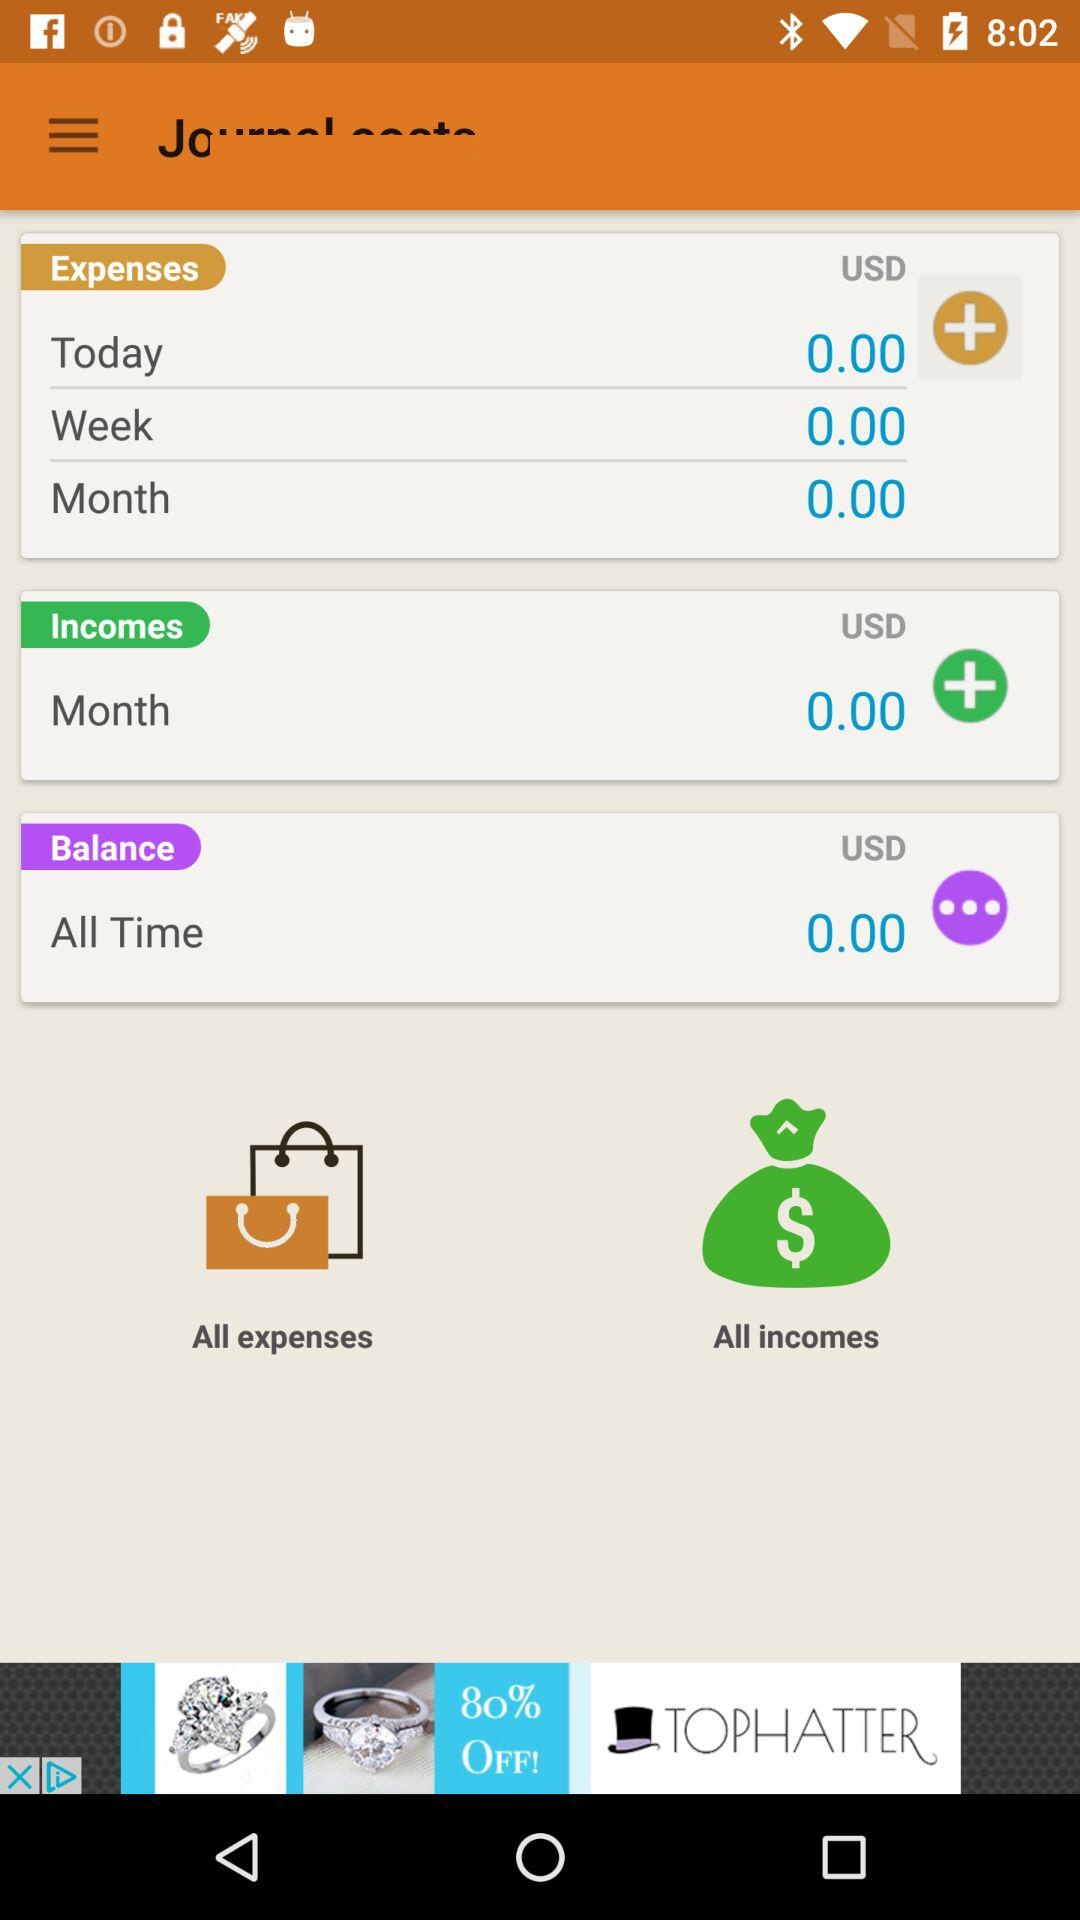 FAKE
8:02
Journal costs
Expenses USD
Today 0.00
Week 0.00
Month 0.00
Incomes USD
Month 0.00
Balance USD
All Time 0.00
$
All expenses All incomes
80%
OFF!
TOPHATTER